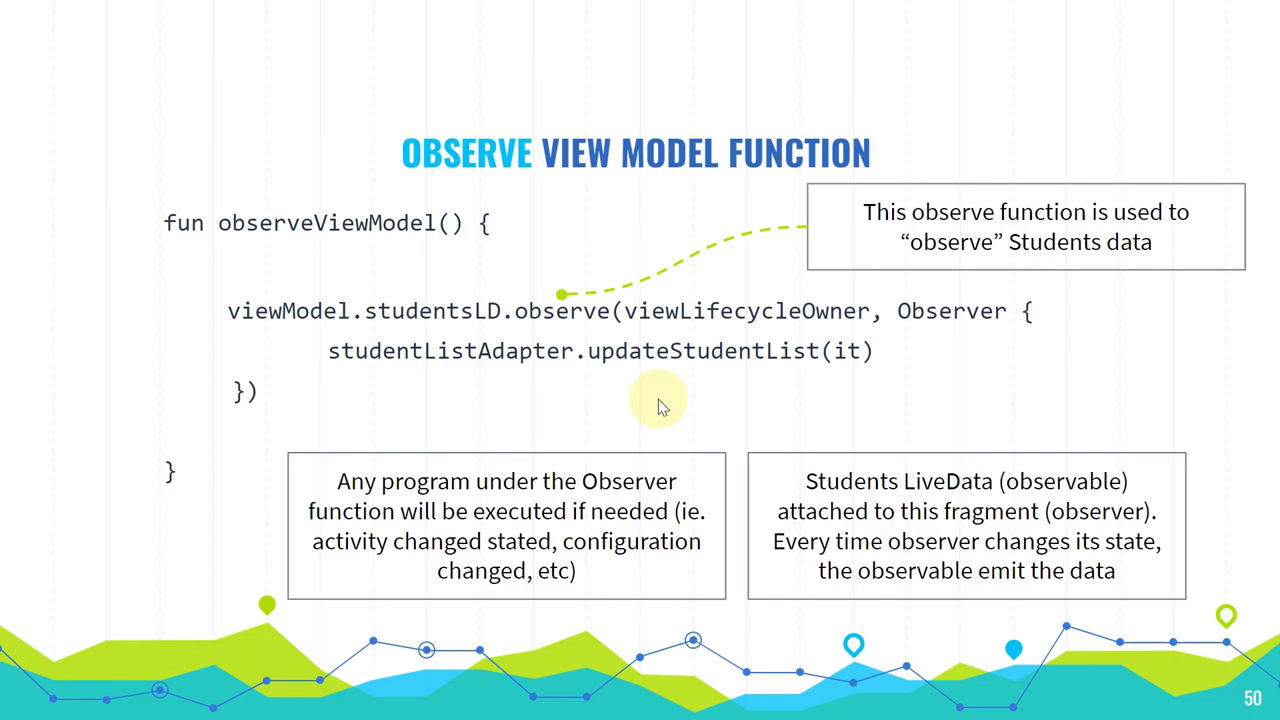 OBSERVE VIEW MODEL FUNCTION
fun observeViewModel() {
This observe function is used to
“observe” Students data
viewModel.studentsLD.observe(viewLifecycleOwner, Observer {
studentListAdapter.updateStudentList(it)
})
}
Any program under the Observer
function will be executed if needed (ie.
activity changed stated, configuration
changed, etc)
Students LiveData (observable)
attached to this fragment (observer).
Every time observer changes its state,
the observable emit the data
50